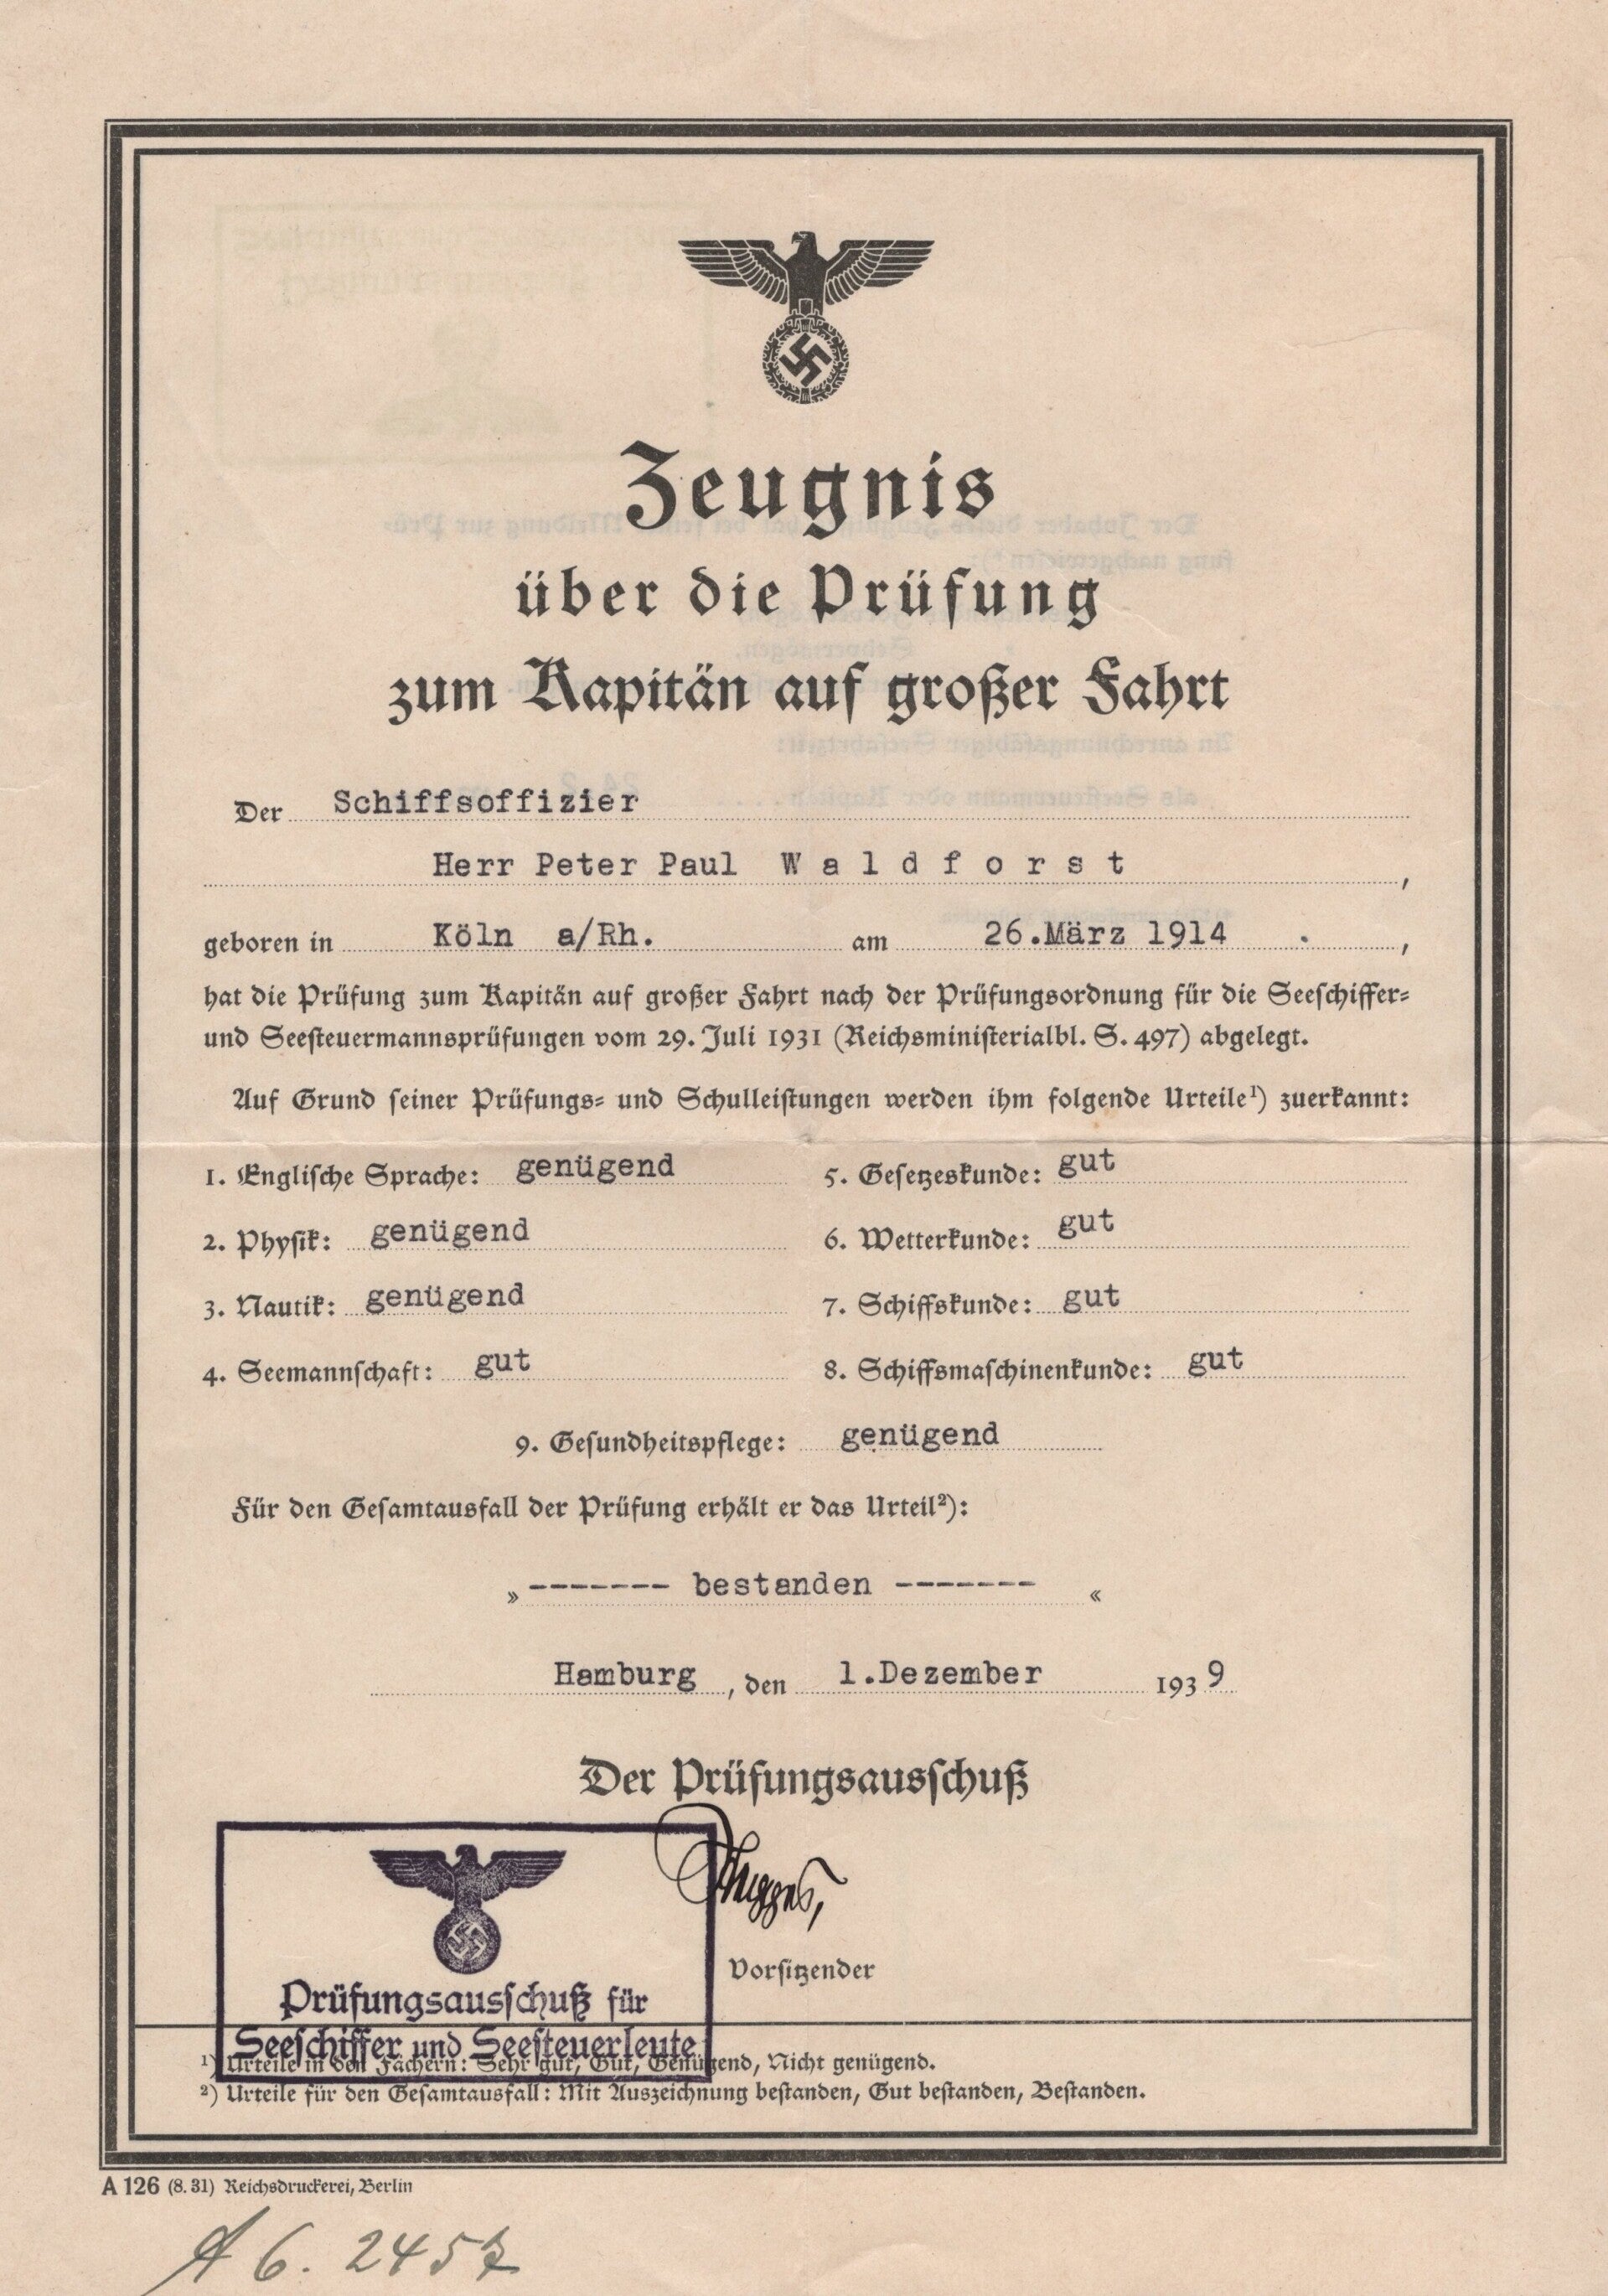 Zeugnis
über die Prüfung
zum Kapitän auf großer Fahrt
Der Schiffsoffizier
Herr Peter Paul Waldforst,
geboren in Köln a/Rh. am 26.März 1914,
hat die Prüfung zum Kapitän auf großer Fahrt nach der Prüfungsordnung für die Seeschiffer-
und Seesteuermannsprüfungen vom 29. Juli 1931 (Reichsministerialbl. S. 497) abgelegt.
Auf Grund seiner Prüfungs- und Schulleistungen werden ihm folgende Urteile¹) zuerkannt:
1. Englische Sprache: genügend
5. Gesetzeskunde: gut
2. Physik: genügend
6. Wetterkunde: gut
3. Nautik: genügend
7. Schiffskunde: gut
4. Seemannschaft: gut
8. Schiffsmaschinenkunde: gut
9. Gesundheitspflege: genügend
Für den Gesamtausfall der Prüfung erhält er das Urteil²):
» ------- bestanden ------- «
Hamburg, den 1.Dezember 1939
Der Prüfungsausschuß
Vorsitzender
Prüfungsausschuß für
Seeschiffer und Seesteuerleute
¹) Urteile in den Fächern: Sehr gut, Gut, Genügend, Nicht genügend.
²) Urteile für den Gesamtausfall: Mit Auszeichnung bestanden, Gut bestanden, Bestanden.
A 126 (8. 31) Reichsdruckerei, Berlin
A 6. 2457